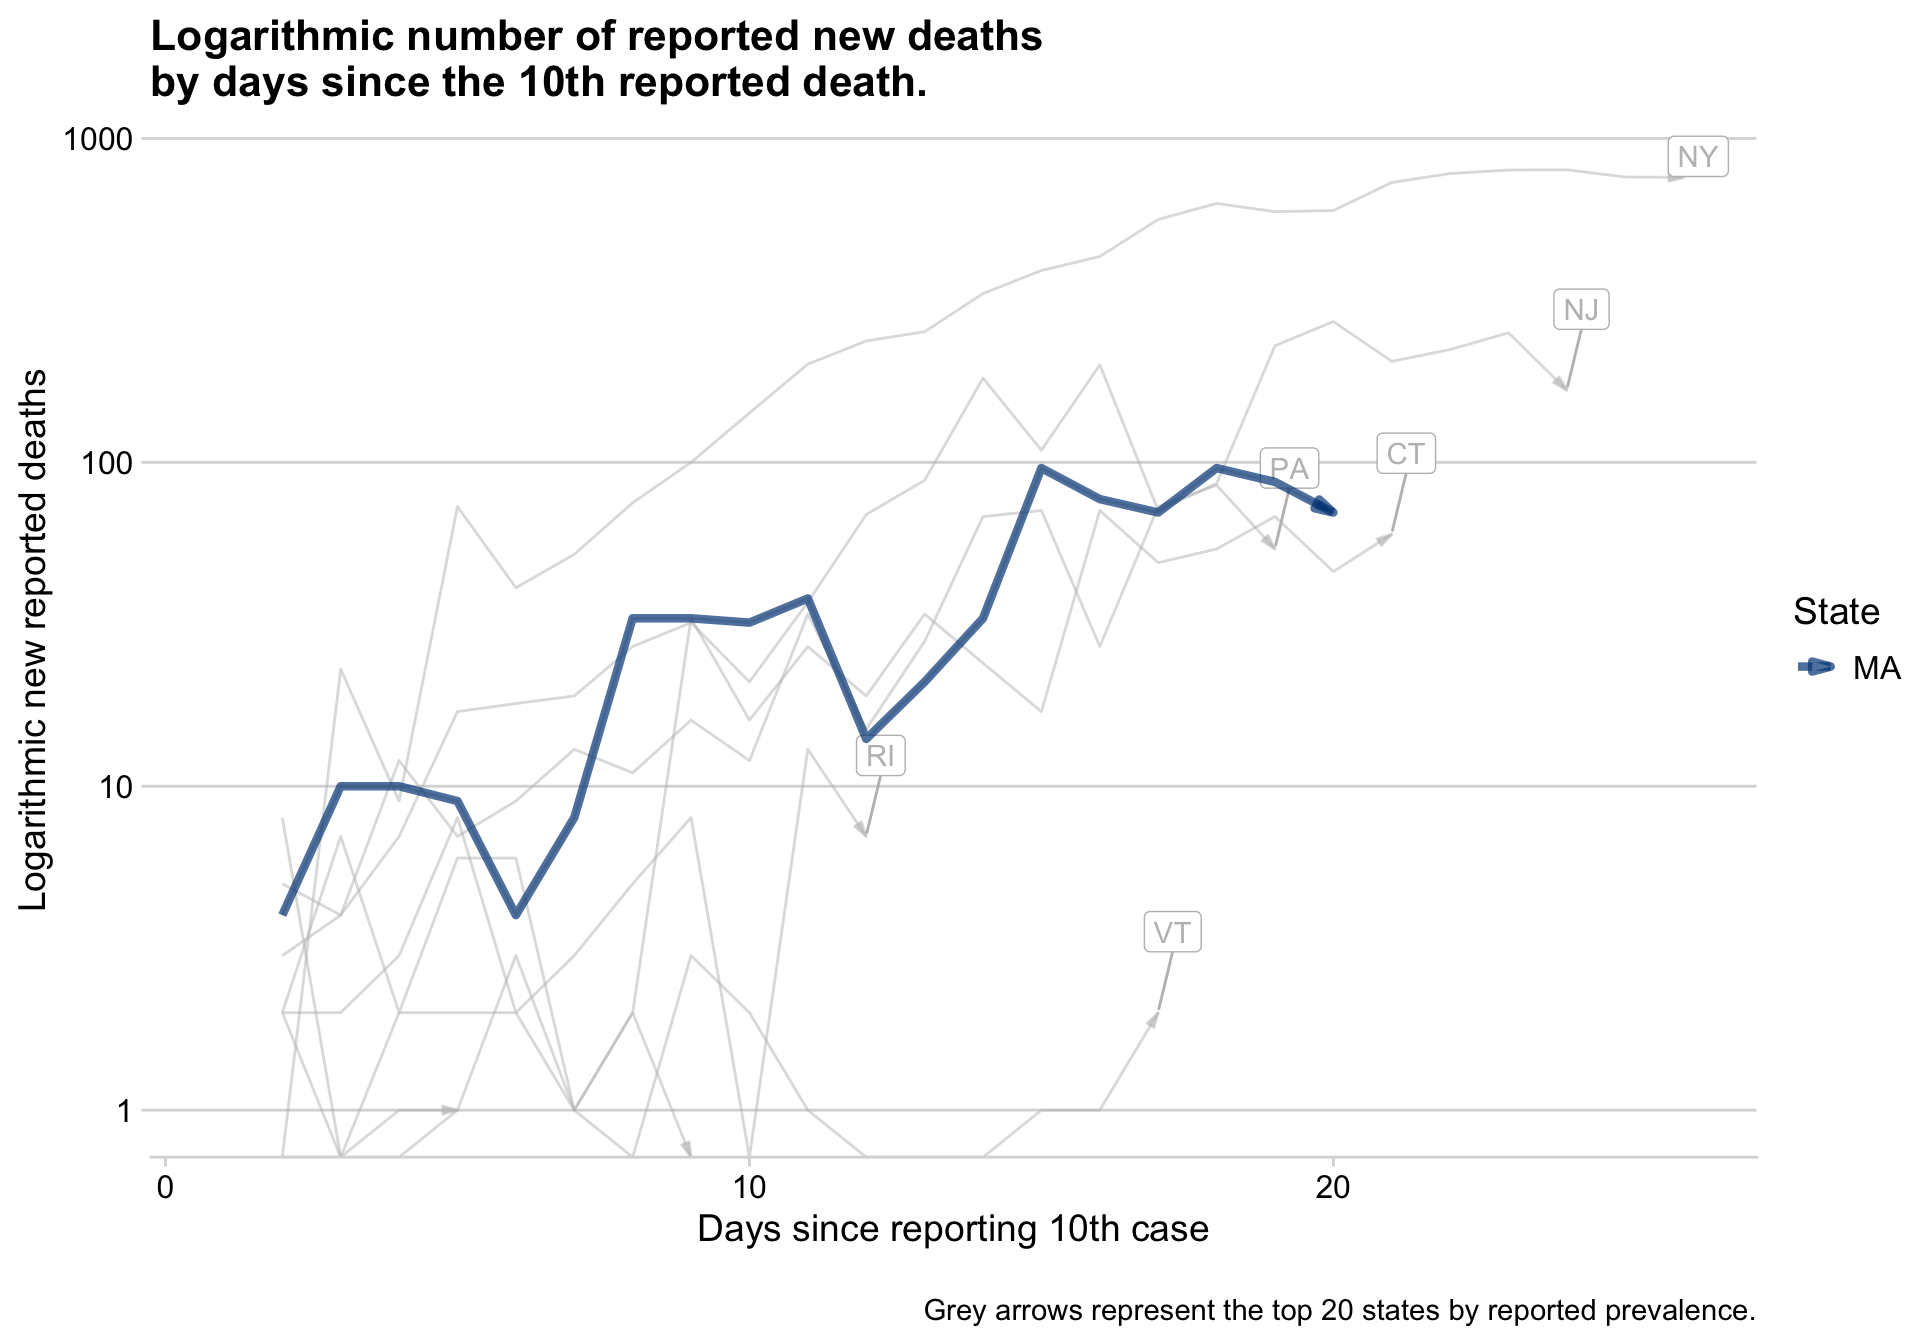 Logarithmic number of reported new deaths
by days since the 10th reported death.
1000
NY
NJ
Logarithmic new reported deaths
100
PA
CT
State
MA
10
RI
VT
1
0
10
20
Days since reporting 10th case
Grey arrows represent the top 20 states by reported prevalence.